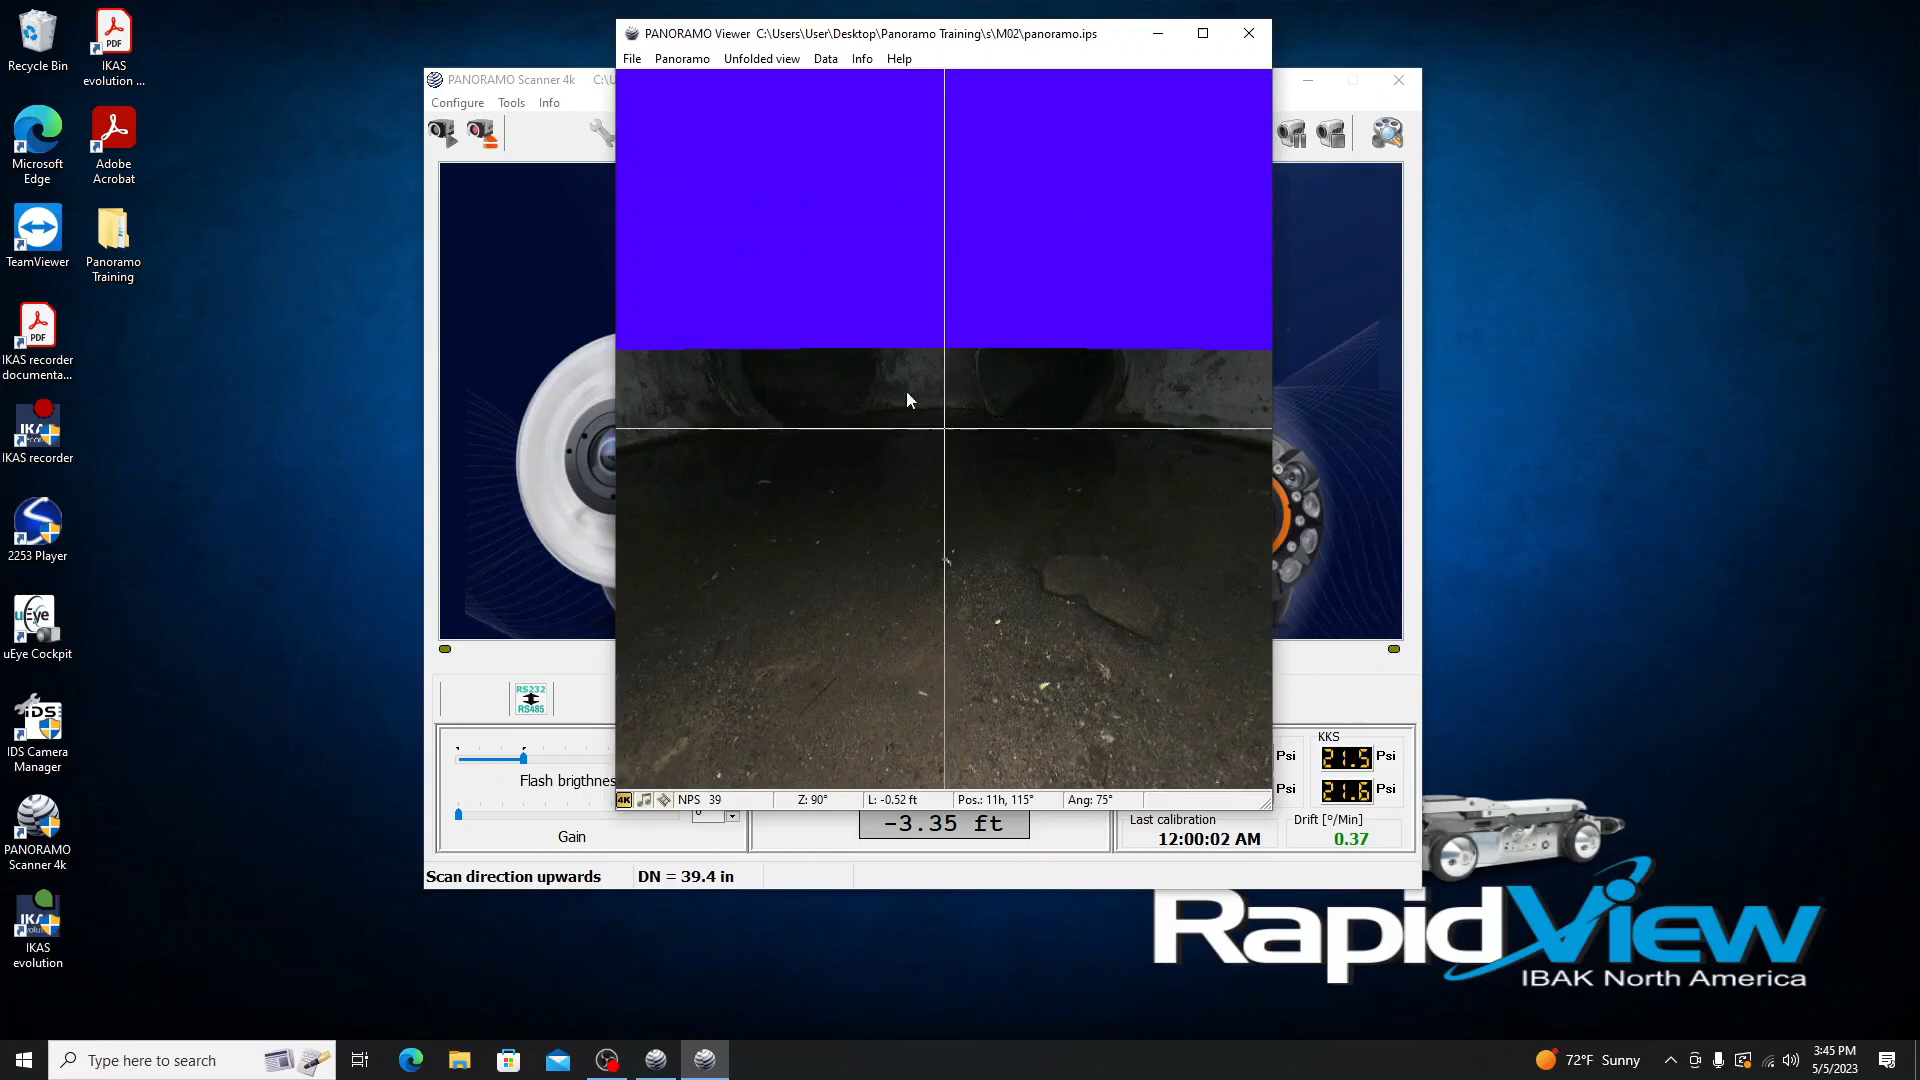 Recycle Bin
IKAS
evolution ...
Microsoft
Edge
Adobe
Acrobat
TeamViewer
Panoramo
Training
IKAS recorder
documenta...
IKAS recorder
2253 Player
uEye
uEye Cockpit
IDS Camera
Manager
PANORAMO
Scanner 4k
IKAS
evolution
PANORAMO Viewer C:\Users\User\Desktop\Panoramo Training\s\M02\panoramo.ips
File Panoramo Unfolded view Data Info Help
PANORAMO Scanner 4k C:\U
Configure Tools Info
RS232
RS485
Flash brigthnes
Gain
0
4K NPS 39 Z: 90° L: -0.52 ft Pos.: 11h, 115° Ang: 75°
-3.35 ft
KKS
Psi 21.5 Psi
Psi 21.6 Psi
Last calibration Drift [°/Min]
12:00:02 AM 0.37
Scan direction upwards DN = 39.4 in
RapidView
IBAK North America
Type here to search
72°F Sunny
3:45 PM
5/5/2023